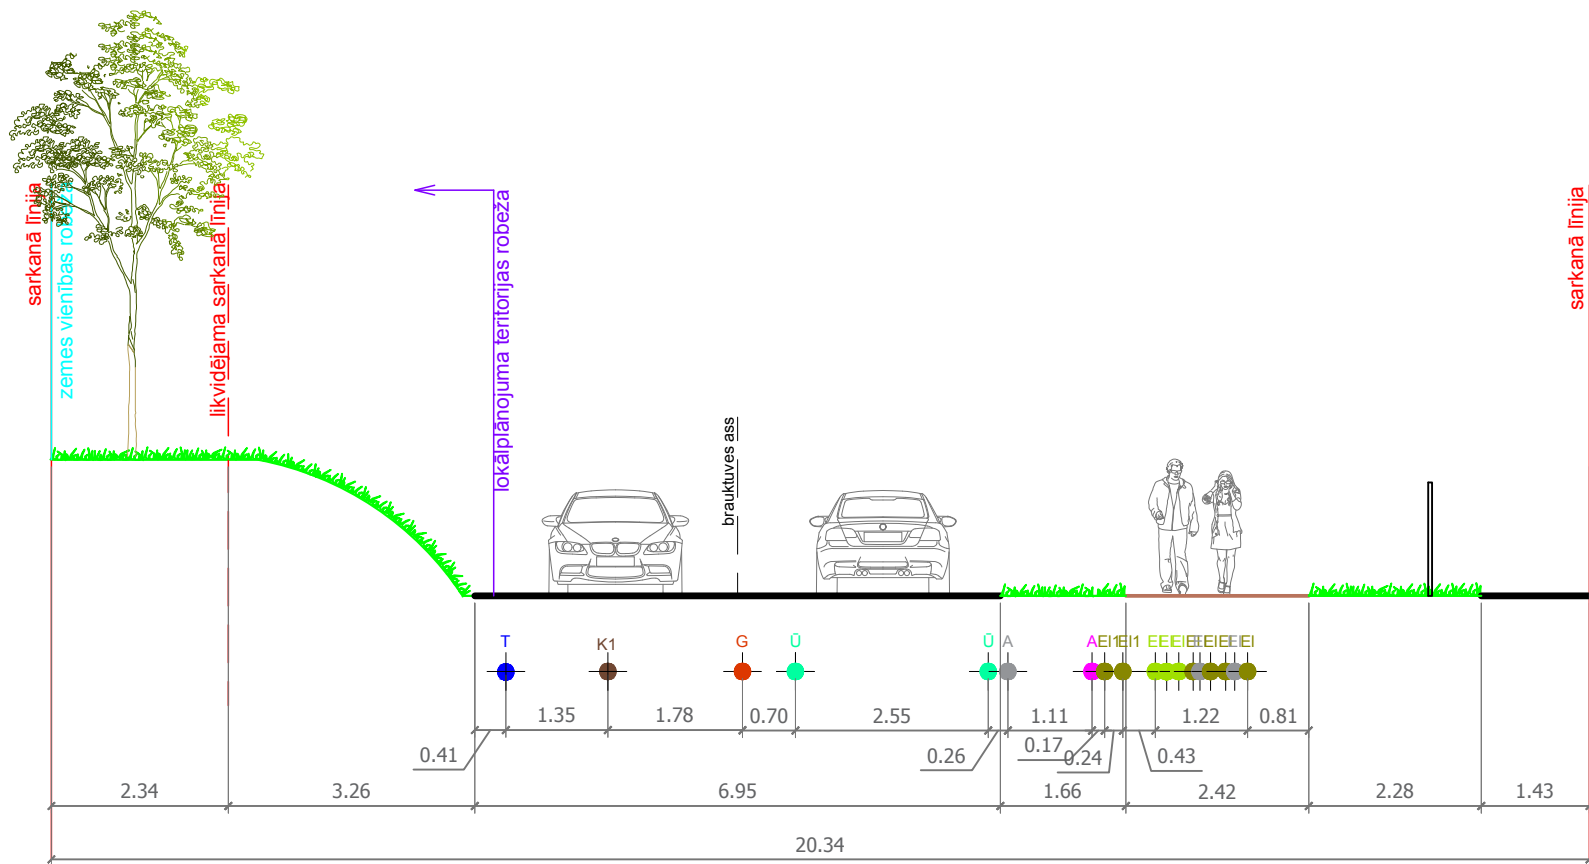 sarkanā līnija
zemes vienības robeža
likvidējama sarkanā līnija
lokālplānojuma teritorijas robeža
brauktuves ass
sarkanā līnija
T
K1
G
Ū
Ū
A
A
EI1
EI1
EI
1.35
1.78
0.70
2.55
1.11
1.22
0.81
0.41
0.26
0.17
0.24
0.43
2.34
3.26
6.95
1.66
2.42
2.28
1.43
20.34